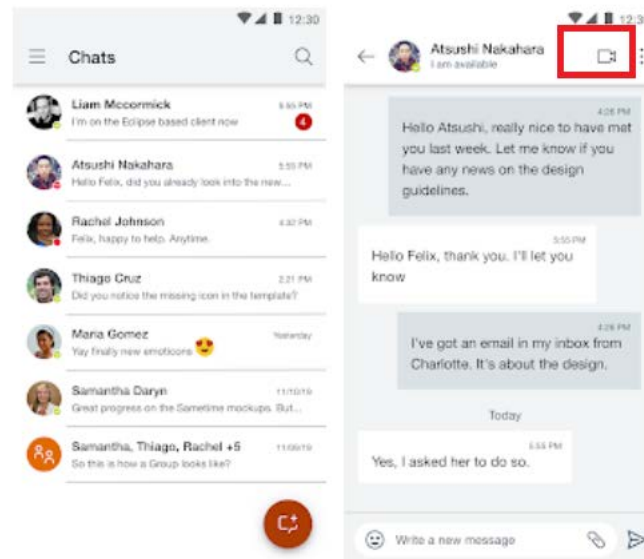 12:30
Chats
Liam Mccormick
5:55 PM
I'm on the Eclipse based client now
4
Atsushi Nakahara
5:55 PM
Hello Felix, did you already look into the new...
Rachel Johnson
4:32 PM
Felix, happy to help. Anytime.
Thiago Cruz
2:21 PM
Did you notice the missing icon in the template?
Maria Gomez
Yesterday
Yay finally new emoticons
Samantha Daryn
11/10/19
Great progress on the Sametime mockups. But...
Samantha, Thiago, Rachel +5
11/09/19
So this is how a Group looks like?
12:30
Atsushi Nakahara
I am available
4:26 PM
Hello Atsushi, really nice to have met
you last week. Let me know if you
have any news on the design
guidelines.
5:55 PM
Hello Felix, thank you. I'll let you
know
4:26 PM
I've got an email in my inbox from
Charlotte. It's about the design.
Today
5:55 PM
Yes, I asked her to do so.
Write a new message